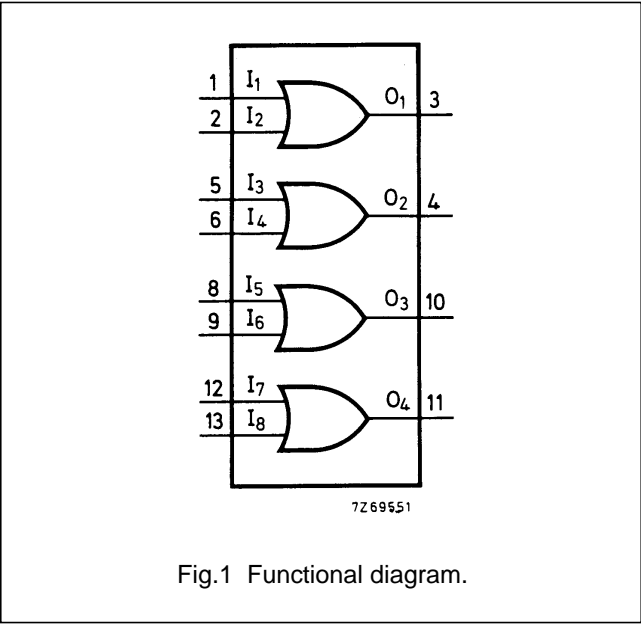 1 I1 O1 3
2 I2
5 I3 O2 4
6 I4
8 I5 O3 10
9 I6
12 I7 O4 11
13 I8
7Z69551
Fig.1 Functional diagram.